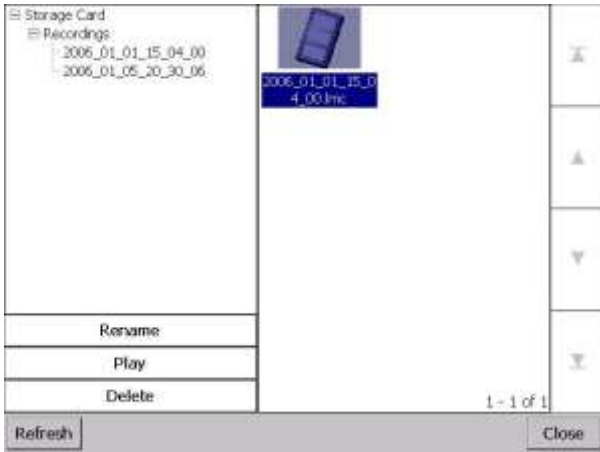 Storage Card
Recordings
2006_01_01_15_04_00
2006_01_05_20_30_06
2006_01_01_15_0
4_00.lmc
Rename
Play
Delete
1 - 1 of 1
Refresh
Close